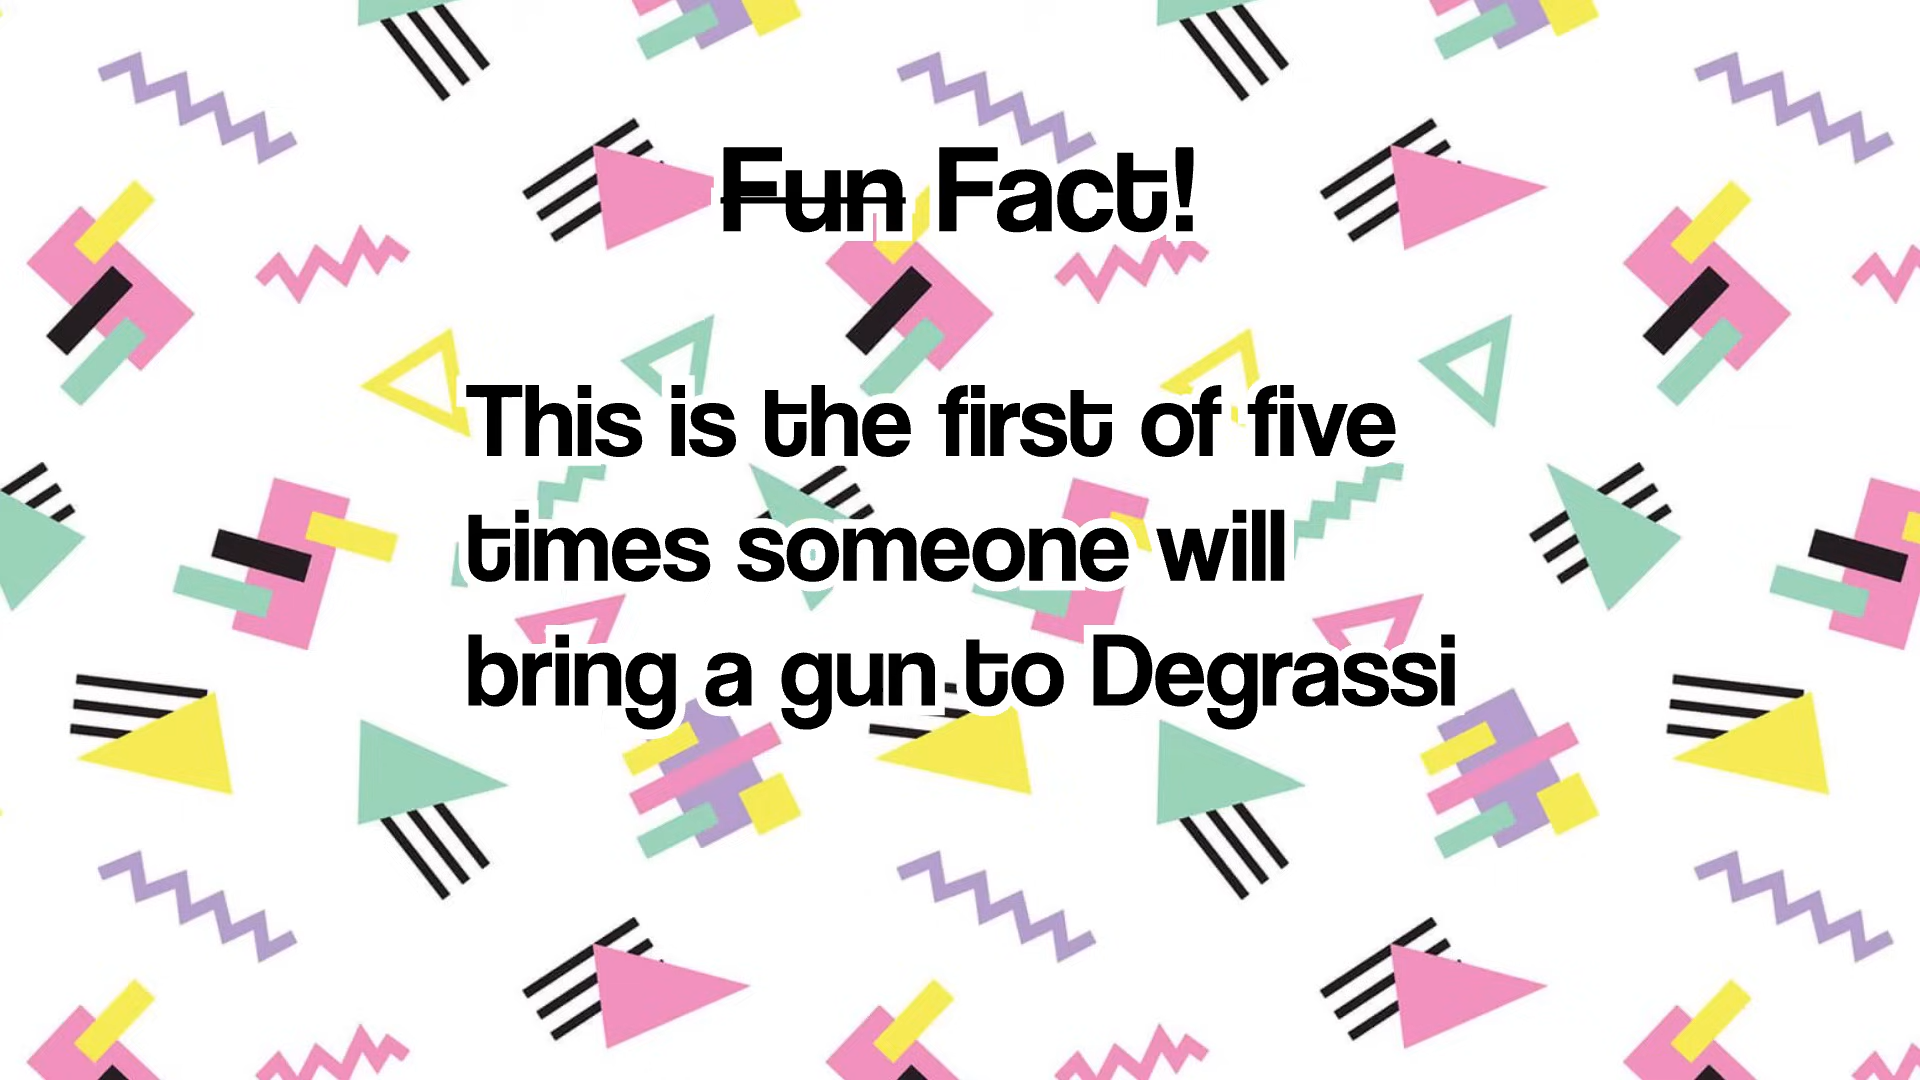 Fun Fact!
This is the first of five
times someone will
bring a gun to Degrassi